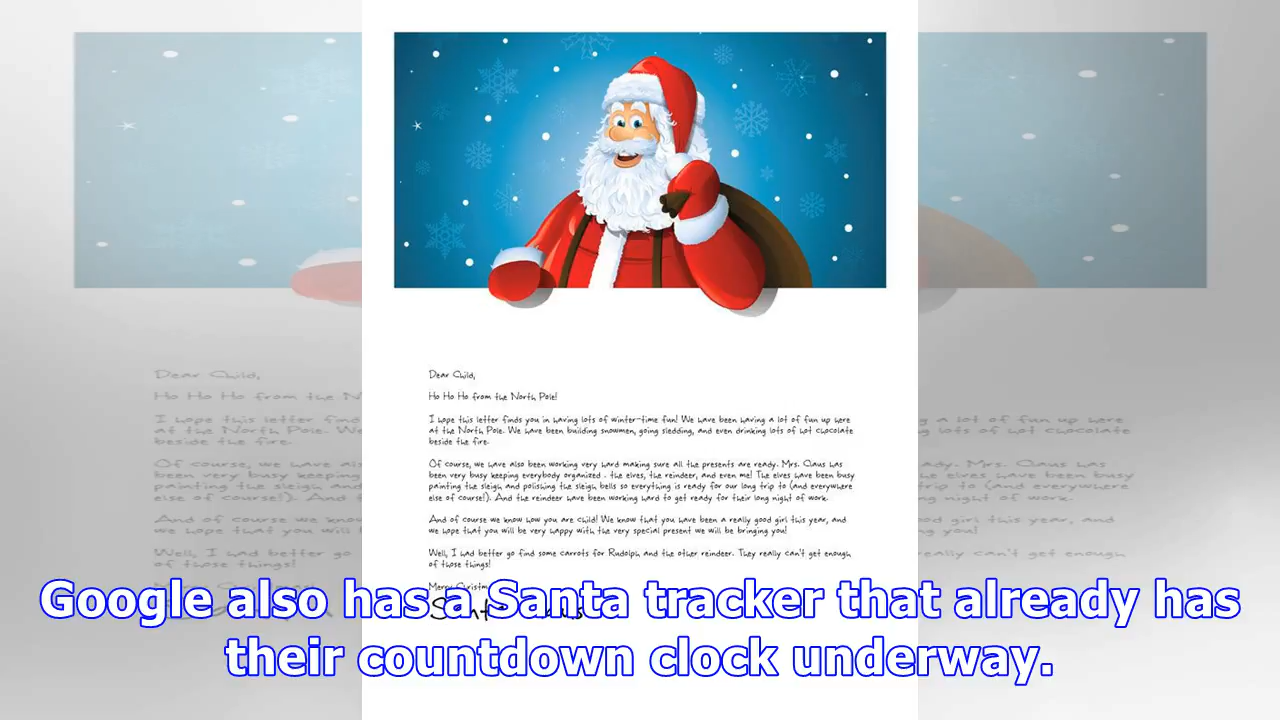 Dear Child,
Ho Ho Ho from the North Pole!
I hope this letter finds you in having lots of winter-time fun! We have been having a lot of fun up here
at the North Pole. We have been building snowmen, going sledding, and even drinking lots of hot chocolate
beside the fire.
Of course, we have also been working very hard making sure all the presents are ready. Mrs. Claus has
been very busy keeping everybody organized - the elves, the reindeer, and even me! The elves have been busy
painting the sleigh and polishing the sleigh bells so everything is ready for our long trip to (and everywhere
else of course!). And the reindeer have been working hard to get ready for their long night of work.
And of course we know how you are child! We know that you have been a really good girl this year, and
we hope that you will be very happy with the very special present we will be bringing you!
Well, I had better go find some carrots for Rudolph and the other reindeer. They really can't get enough
of those things!
Merry
Google also has a Santa tracker that already has
their countdown clock underway.